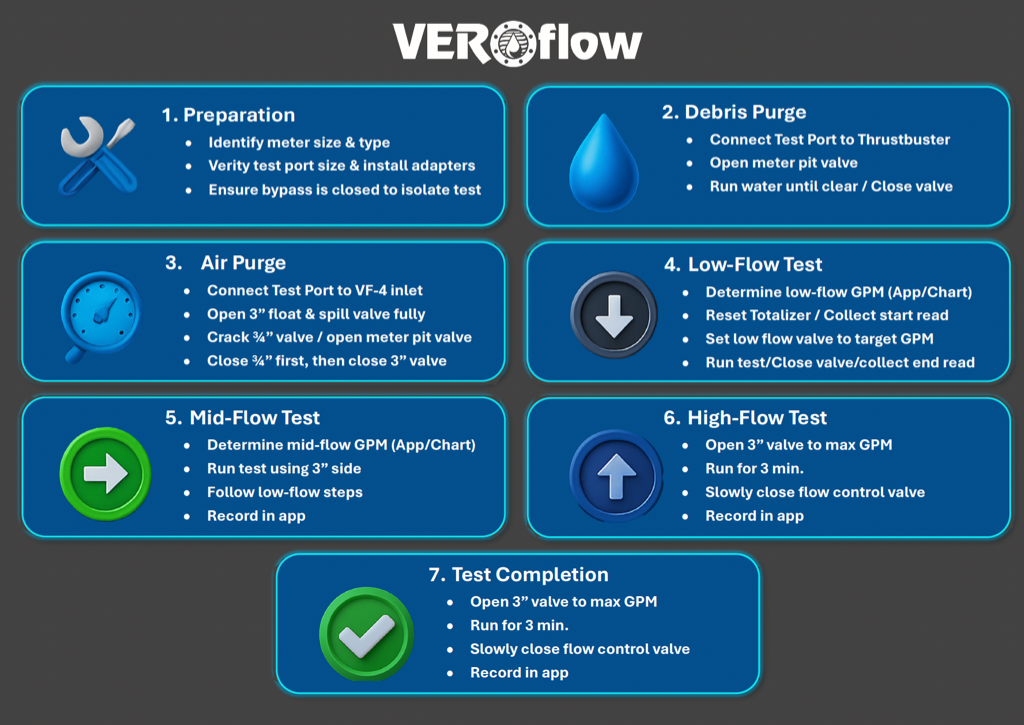 VEROflow
1. Preparation
• Identify meter size & type
• Verity test port size & install adapters
• Ensure bypass is closed to isolate test
2. Debris Purge
• Connect Test Port to Thrustbuster
• Open meter pit valve
• Run water until clear / Close valve
3. Air Purge
• Connect Test Port to VF-4 inlet
• Open 3” float & spill valve fully
• Crack ¾” valve / open meter pit valve
• Close ¾” first, then close 3” valve
4. Low-Flow Test
• Determine low-flow GPM (App/Chart)
• Reset Totalizer / Collect start read
• Set low flow valve to target GPM
• Run test/Close valve/collect end read
5. Mid-Flow Test
• Determine mid-flow GPM (App/Chart)
• Run test using 3” side
• Follow low-flow steps
• Record in app
6. High-Flow Test
• Open 3” valve to max GPM
• Run for 3 min.
• Slowly close flow control valve
• Record in app
7. Test Completion
• Open 3” valve to max GPM
• Run for 3 min.
• Slowly close flow control valve
• Record in app